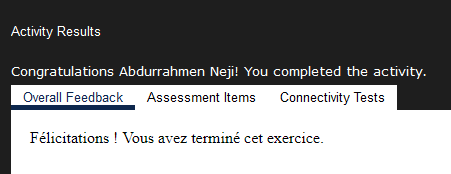 Activity Results
Congratulations Abdurrahmen Neji! You completed the activity.
Overall Feedback Assessment Items Connectivity Tests
Félicitations ! Vous avez terminé cet exercice.